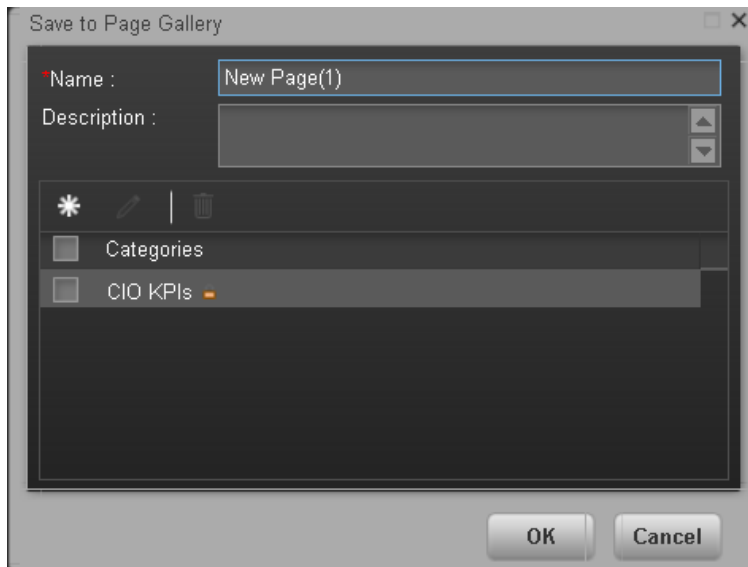 Save to Page Gallery
*Name :
New Page(1)
Description :
Categories
CIO KPIs
OK
Cancel